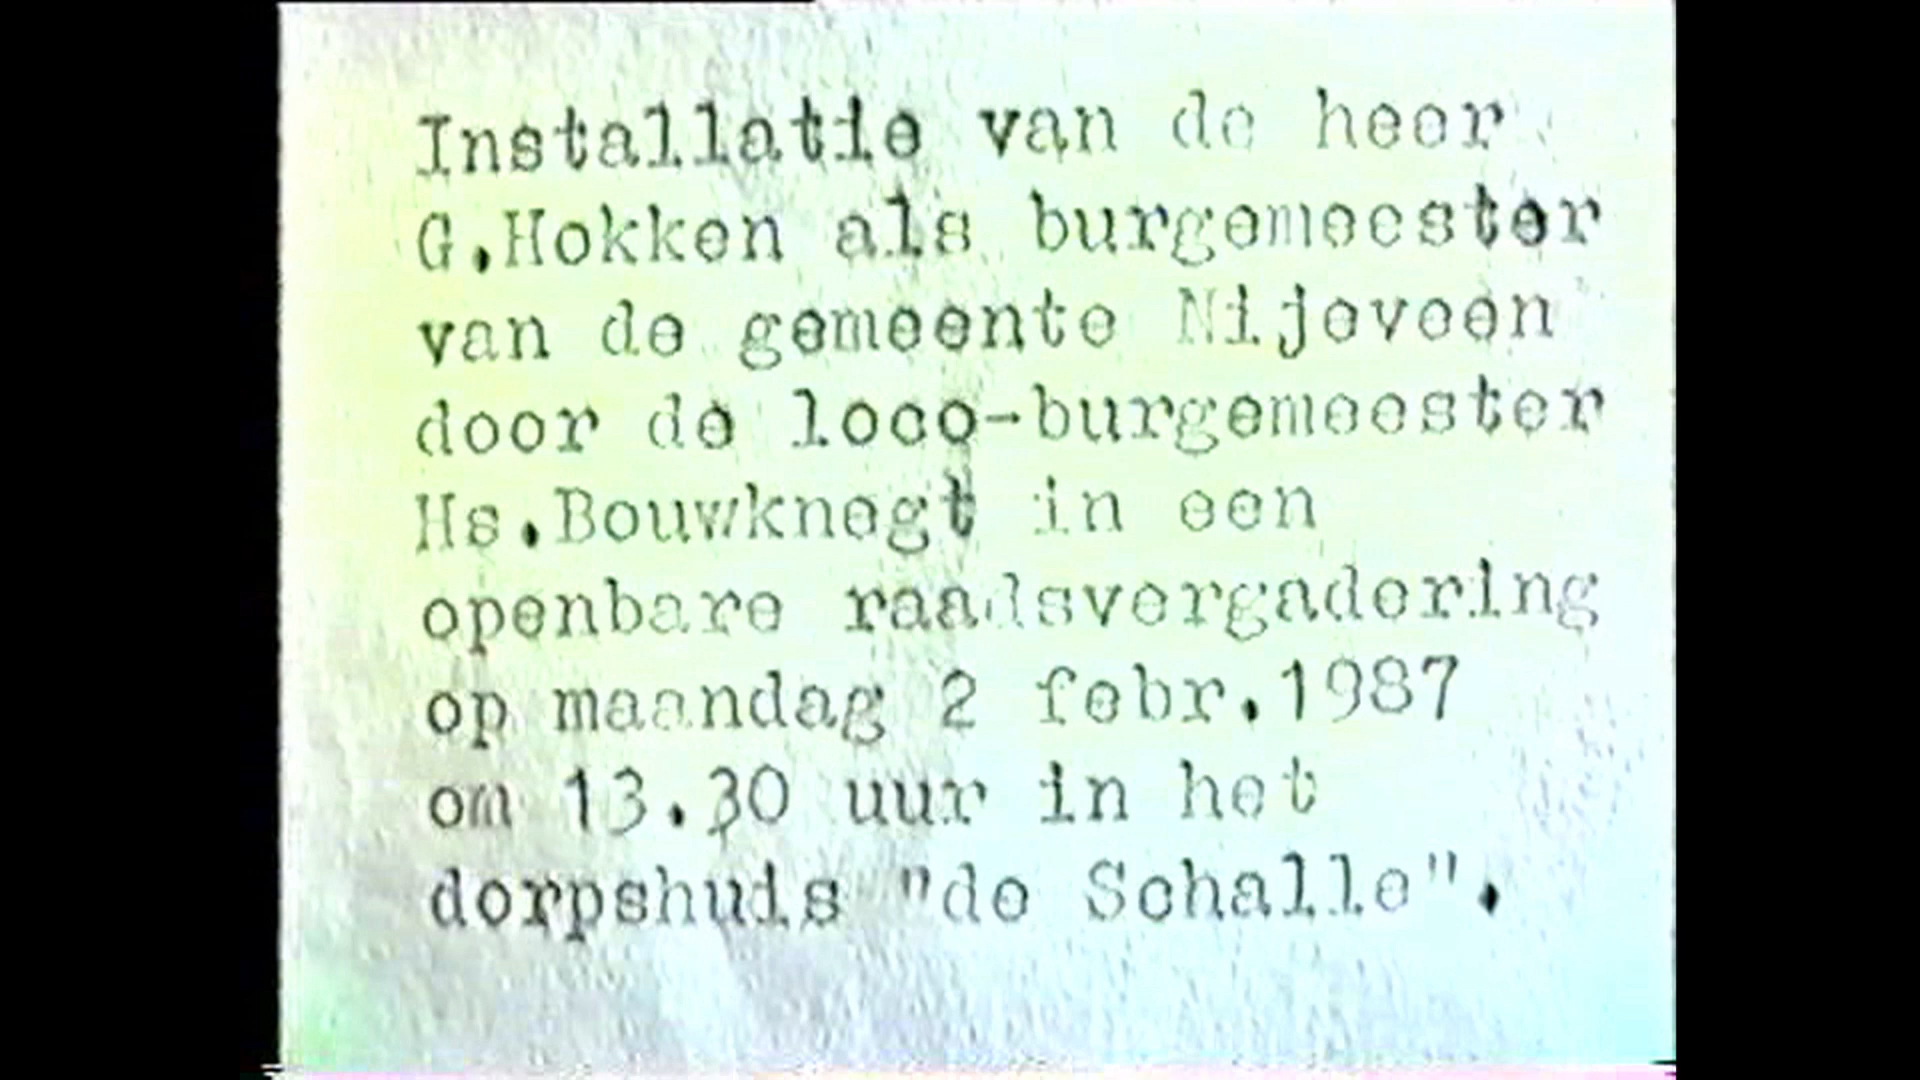 Installatie van de heer
G.Hokken als burgemeester
van de gemeente Nijeveen
door de loco-burgemeester
Hs.Bouwknegt in een
openbare raadsvergadering
op maandag 2 febr.1987
om 13.30 uur in het
dorpshuis "de Schalle".